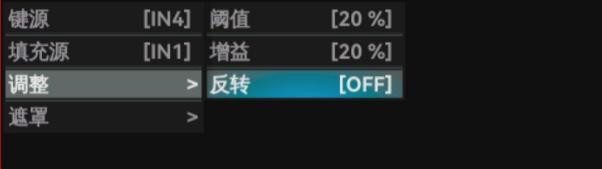 键源 [IN4] 阈值 [20 %]
填充源 [IN1] 增益 [20 %]
调整 > 反转 [OFF]
遮罩 >